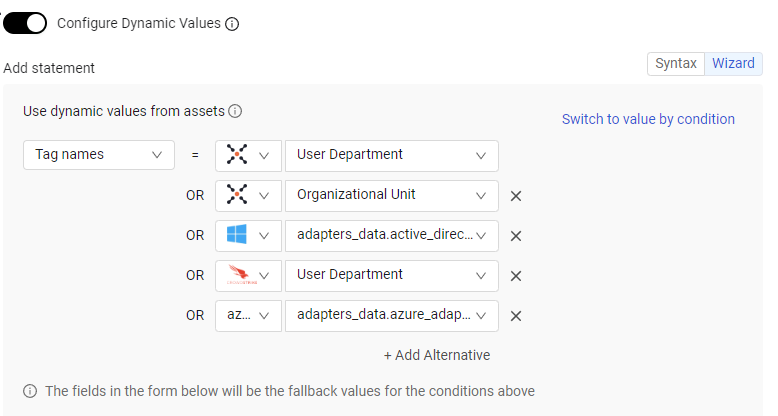 Configure Dynamic Values
Add statement
Syntax Wizard
Use dynamic values from assets
Switch to value by condition
Tag names = User Department
OR Organizational Unit
OR adapters_data.active_direc...
OR User Department
OR az... adapters_data.azure_adap...
+ Add Alternative
The fields in the form below will be the fallback values for the conditions above